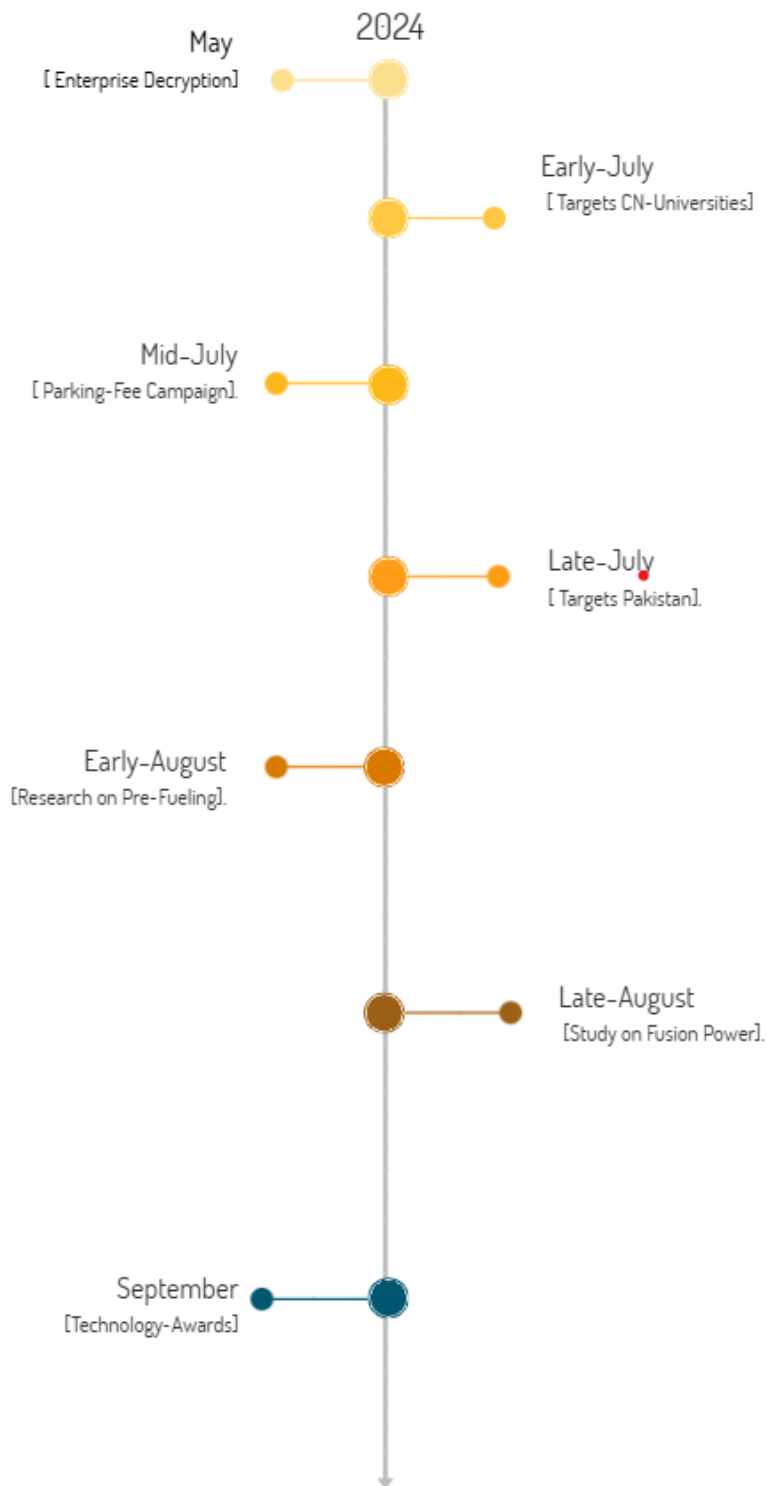 2024
May
[ Enterprise Decryption]
Early-July
[ Targets CN-Universities]
Mid-July
[ Parking-Fee Campaign].
Late-July
[ Targets Pakistan].
Early-August
[Research on Pre-Fueling].
Late-August
[Study on Fusion Power].
September
[Technology-Awards]